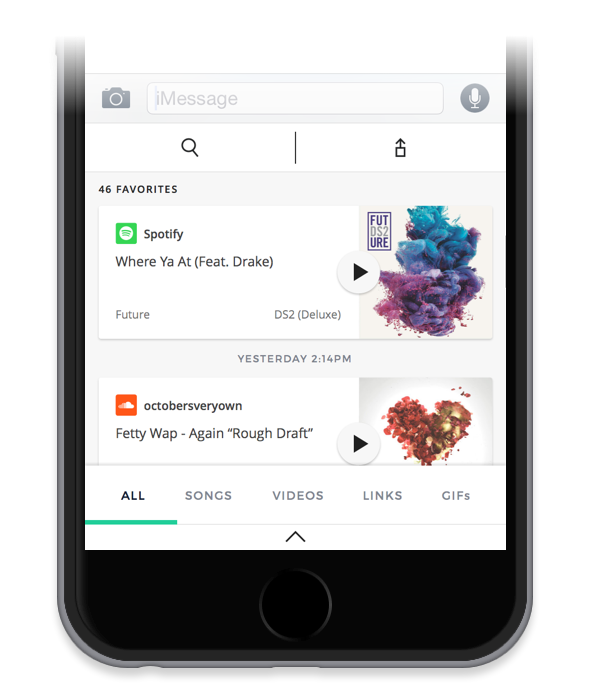 iMessage
46 FAVORITES
Spotify
Where Ya At (Feat. Drake)
Future DS2 (Deluxe)
FUT
DS2
URE
YESTERDAY 2:14PM
octobersveryown
Fetty Wap - Again “Rough Draft”
ALL SONGS VIDEOS LINKS GIFs